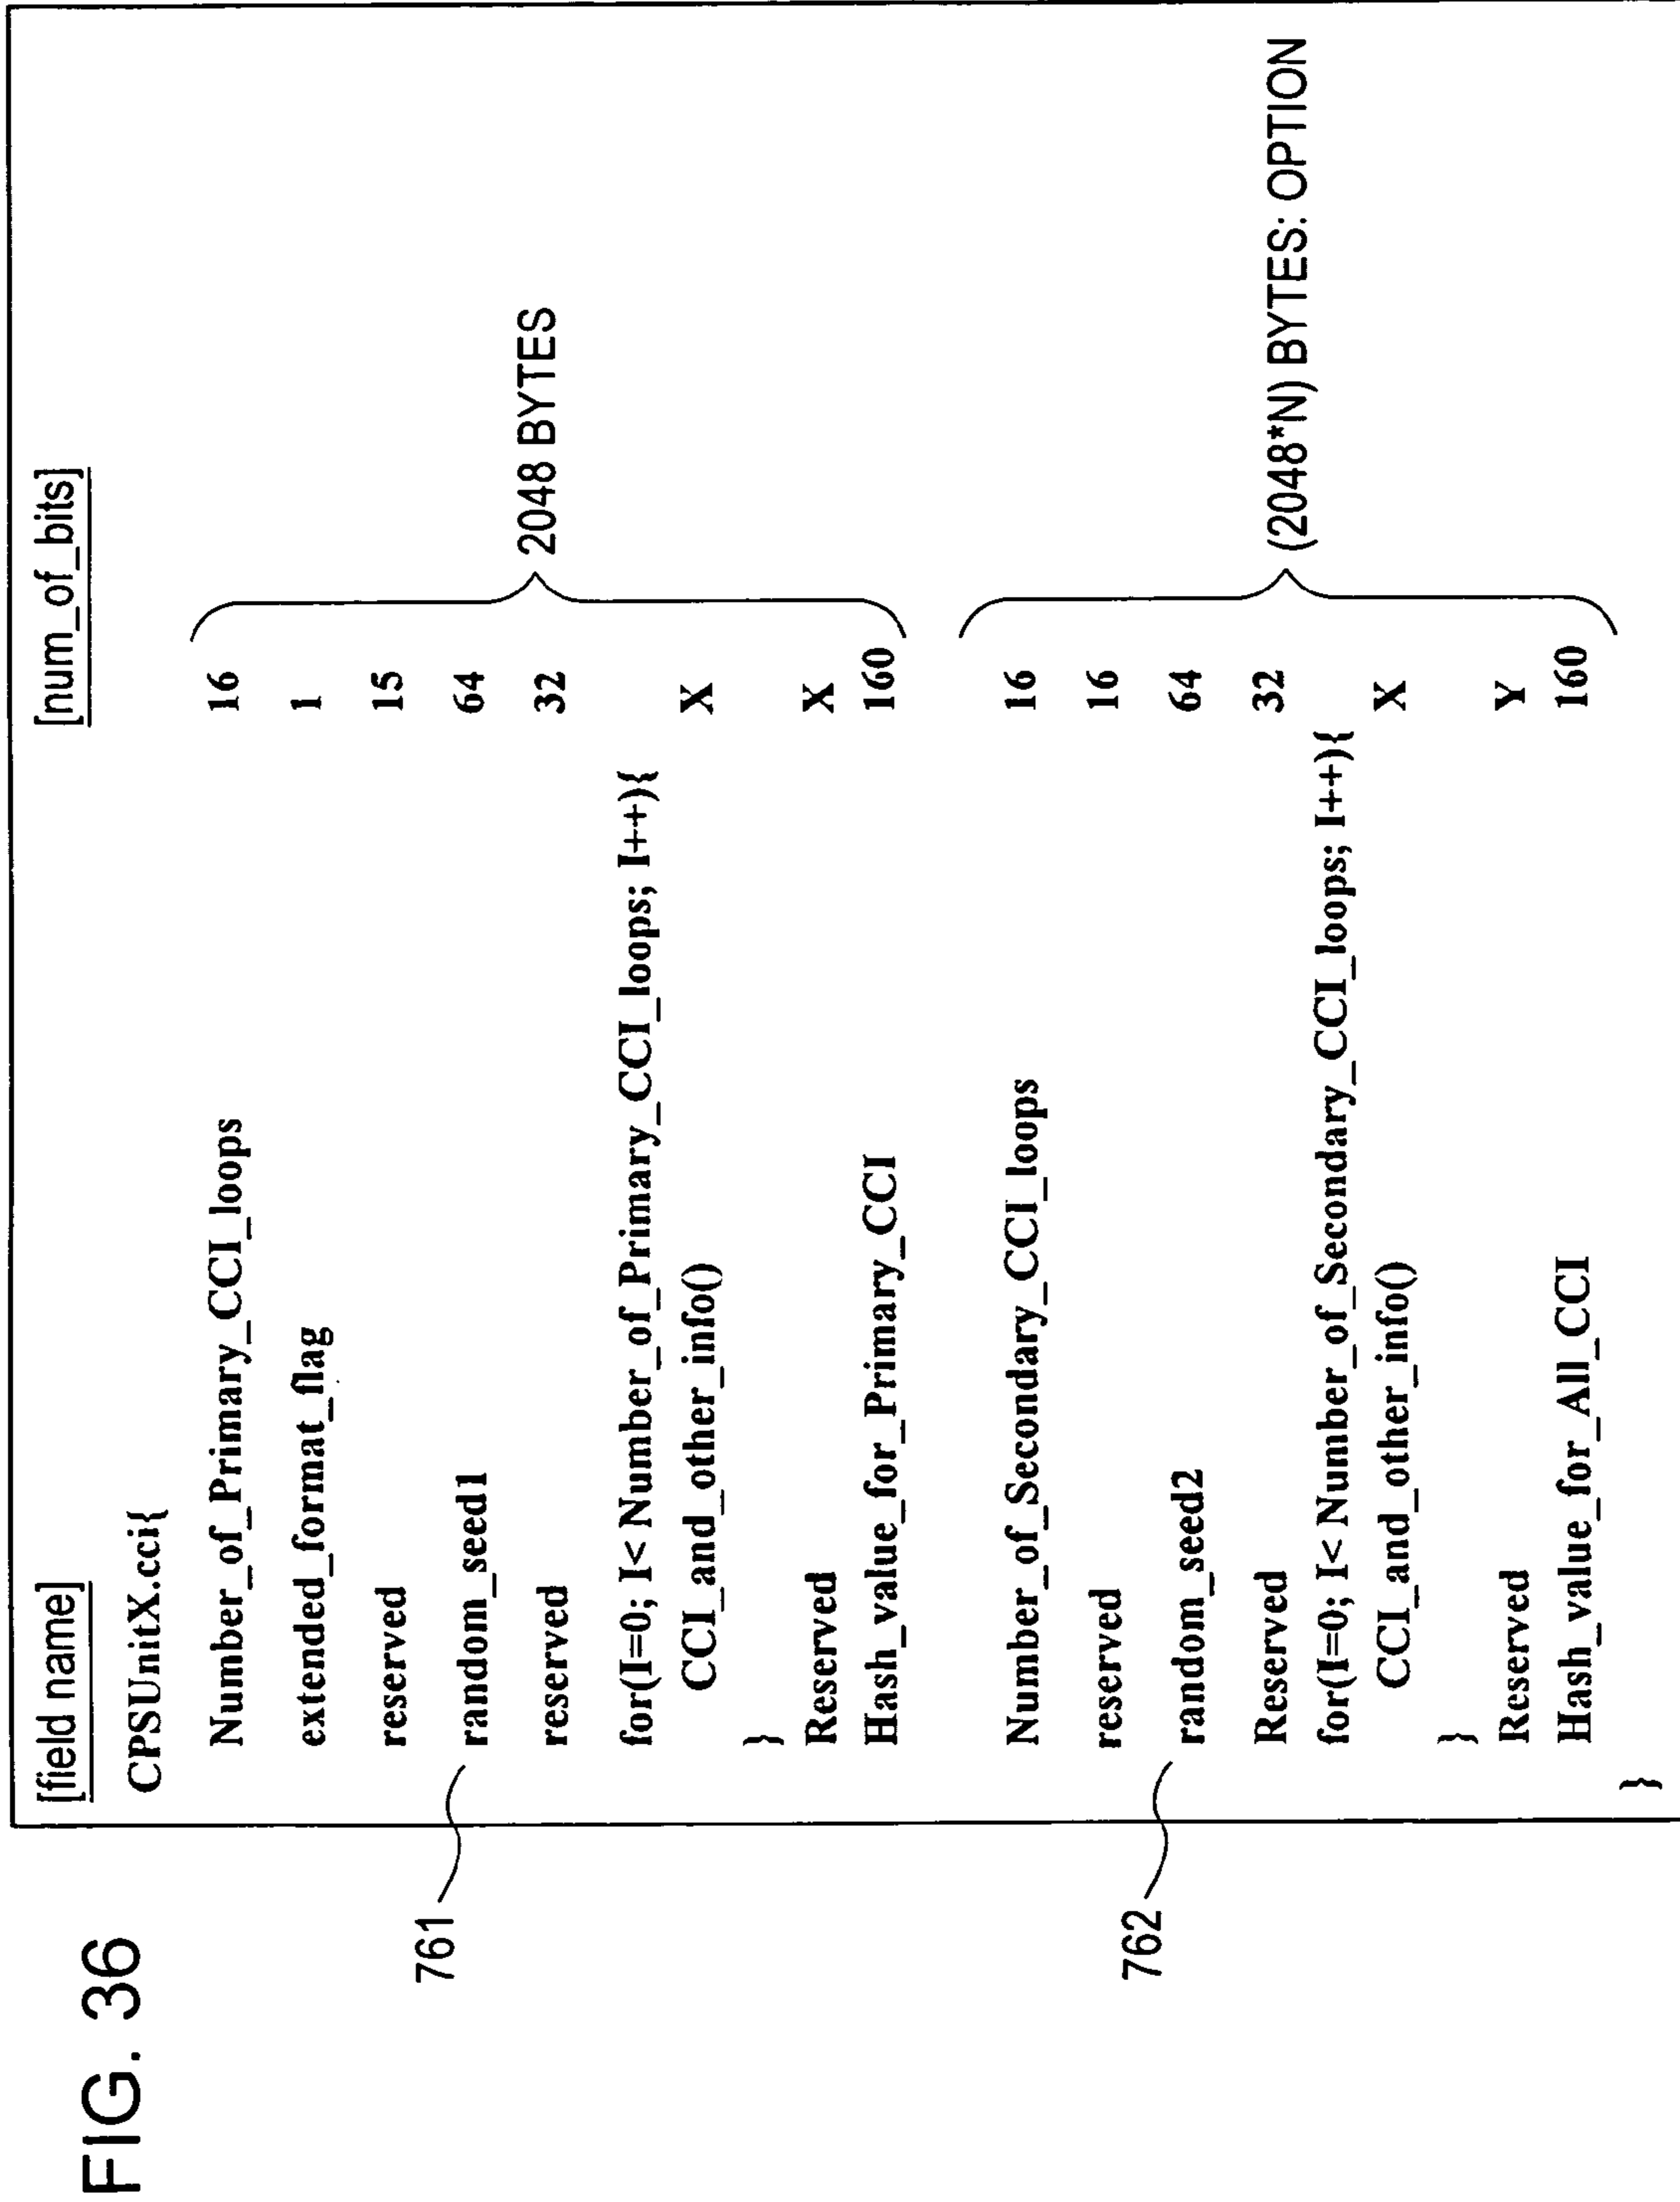 FIG. 36
[field name] [num_of_bits]
CPSUnitX.cci{
Number_of_Primary_CCI_loops 16
extended_format_flag 1
reserved 15
761
random_seed1 64
reserved 32
2048 BYTES
for(I=0; I< Number_of_Primary_CCI_loops; I++){
CCI_and_other_info() X
}
Reserved X
Hash_value_for_Primary_CCI 160
Number_of_Secondary_CCI_loops 16
reserved 16
762
random_seed2 64
Reserved 32
(2048*N) BYTES: OPTION
for(I=0; I< Number_of_Secondary_CCI_loops; I++){
CCI_and_other_info() X
}
Reserved Y
Hash_value_for_All_CCI 160
}